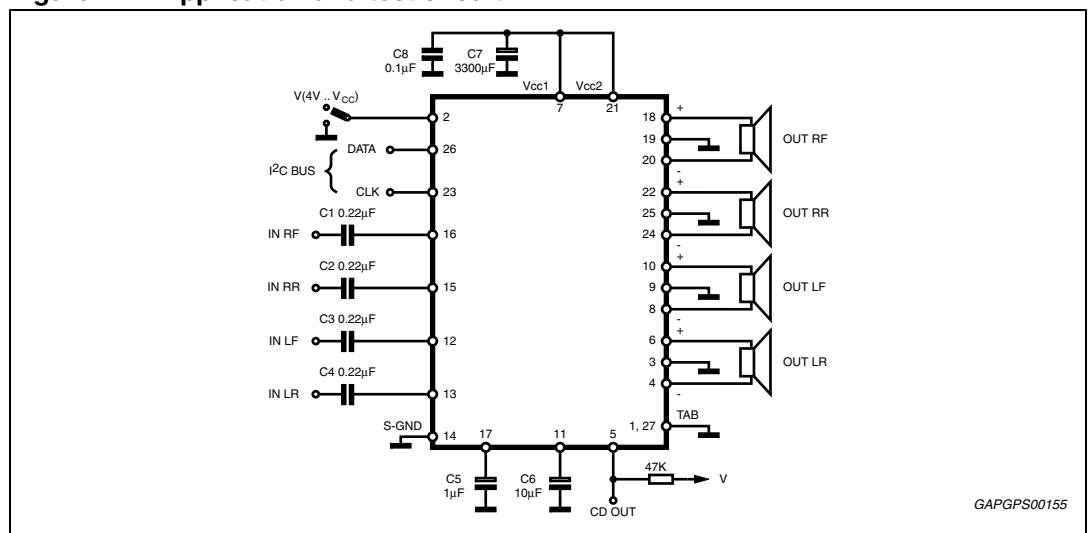 C8
0.1µF
C7
3300µF
Vcc1
Vcc2
7
21
V(4V .. VCC)
2
DATA
26
I2C BUS
CLK
23
C1 0.22µF
IN RF
16
C2 0.22µF
IN RR
15
C3 0.22µF
IN LF
12
C4 0.22µF
IN LR
13
S-GND
14
17
11
5
C5
1µF
C6
10µF
47K
V
CD OUT
18
+
19
OUT RF
20
-
+
22
25
OUT RR
24
-
+
10
9
OUT LF
8
-
+
6
3
OUT LR
4
-
1, 27
TAB
GAPGPS00155